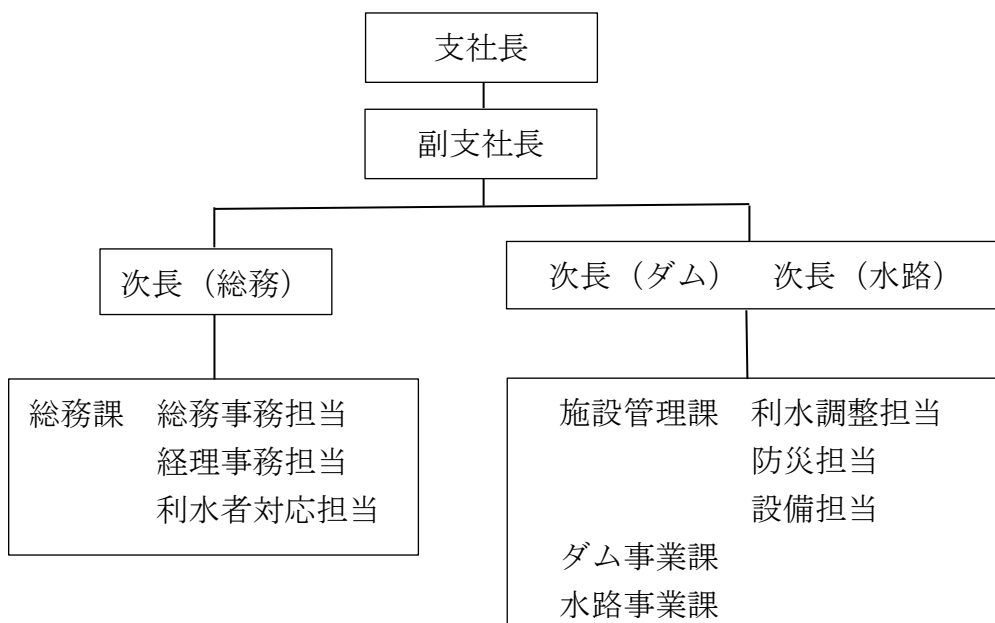 支社長
副支社長
次長（総務）
次長（ダム） 次長（水路）
総務課 総務事務担当
経理事務担当
利水者対応担当
施設管理課 利水調整担当
防災担当
設備担当
ダム事業課
水路事業課